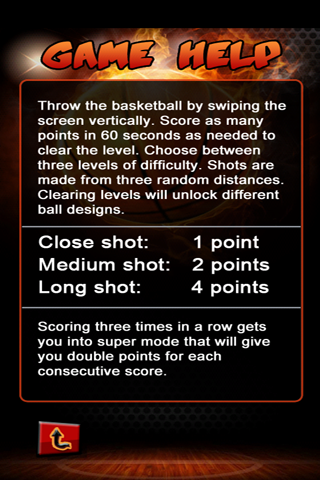 GAME HELP
Throw the basketball by swiping the
screen vertically. Score as many
points in 60 seconds as needed to
clear the level. Choose between
three levels of difficulty. Shots are
made from three random distances.
Clearing levels will unlock different
ball designs.
Close shot: 1 point
Medium shot: 2 points
Long shot: 4 points
Scoring three times in a row gets
you into super mode that will give
you double points for each
consecutive score.